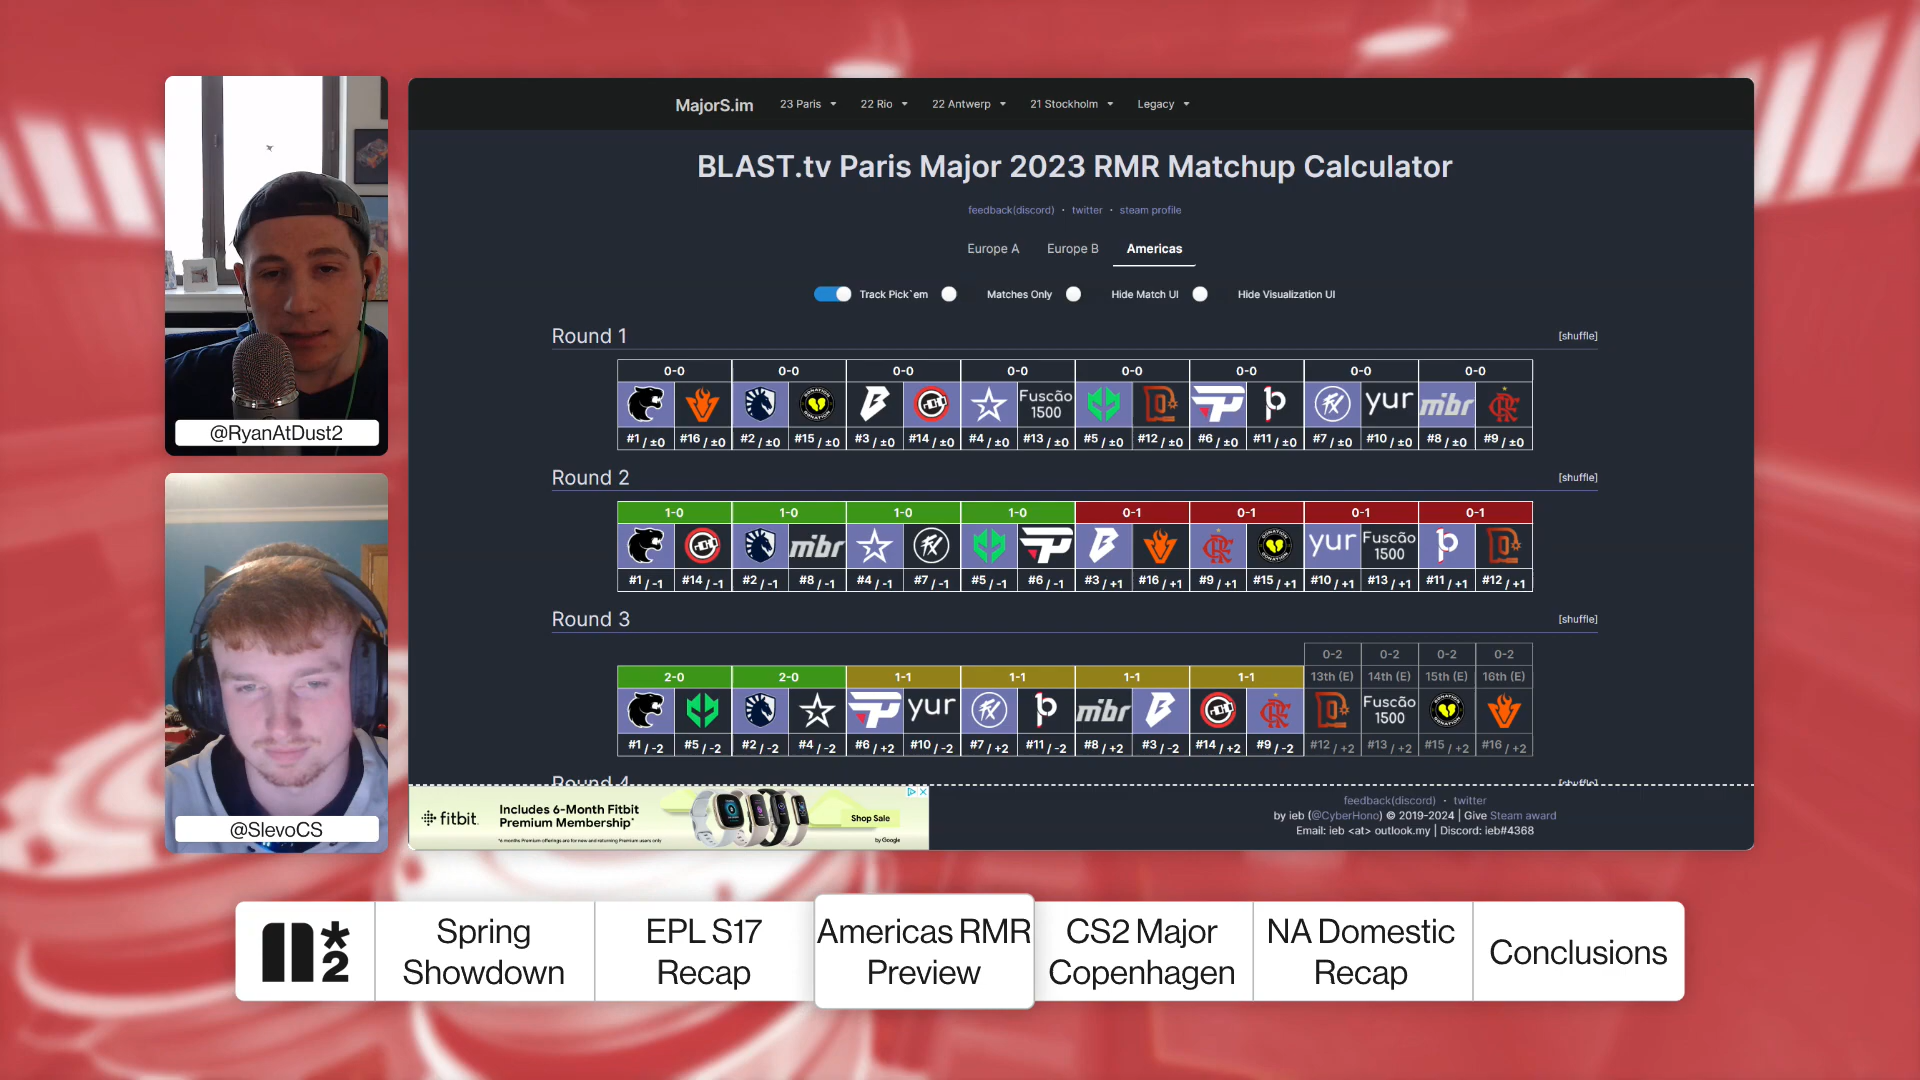 MajorS.im 23 Paris 22 Rio 22 Antwerp 21 Stockholm Legacy
BLAST.tv Paris Major 2023 RMR Matchup Calculator
feedback(discord) · twitter · steam profile
Europe A Europe B Americas
Track Pick`em Matches Only Hide Match UI Hide Visualization UI
Round 1 [shuffle]
0-0 0-0 0-0 0-0 0-0 0-0 0-0 0-0
Fuscão 1500 yur mibr
#1 / ±0 #16 / ±0 #2 / ±0 #15 / ±0 #3 / ±0 #14 / ±0 #4 / ±0 #13 / ±0 #5 / ±0 #12 / ±0 #6 / ±0 #11 / ±0 #7 / ±0 #10 / ±0 #8 / ±0 #9 / ±0
Round 2 [shuffle]
1-0 1-0 1-0 1-0 0-1 0-1 0-1 0-1
mibr yur Fuscão 1500
#1 / -1 #14 / -1 #2 / -1 #8 / -1 #4 / -1 #7 / -1 #5 / -1 #6 / -1 #3 / +1 #16 / +1 #9 / +1 #15 / +1 #10 / +1 #13 / +1 #11 / +1 #12 / +1
Round 3 [shuffle]
0-2 0-2 0-2 0-2
2-0 2-0 1-1 1-1 1-1 1-1 13th (E) 14th (E) 15th (E) 16th (E)
yur mibr Fuscão 1500
#1 / -2 #5 / -2 #2 / -2 #4 / -2 #6 / +2 #10 / -2 #7 / +2 #11 / -2 #8 / +2 #3 / -2 #14 / +2 #9 / -2 #12 / +2 #13 / +2 #15 / +2 #16 / +2
Round 4 [shuffle]
fitbit
Includes 6-Month Fitbit
Premium Membership*
Shop Sale
by Google
feedback(discord) · twitter
by ieb (@CyberHono) © 2019-2024 | Give Steam award
Email: ieb <at> outlook.my | Discord: ieb#4368
@RyanAtDust2
@SlevoCS
Spring
Showdown
EPL S17
Recap
Americas RMR
Preview
CS2 Major
Copenhagen
NA Domestic
Recap
Conclusions